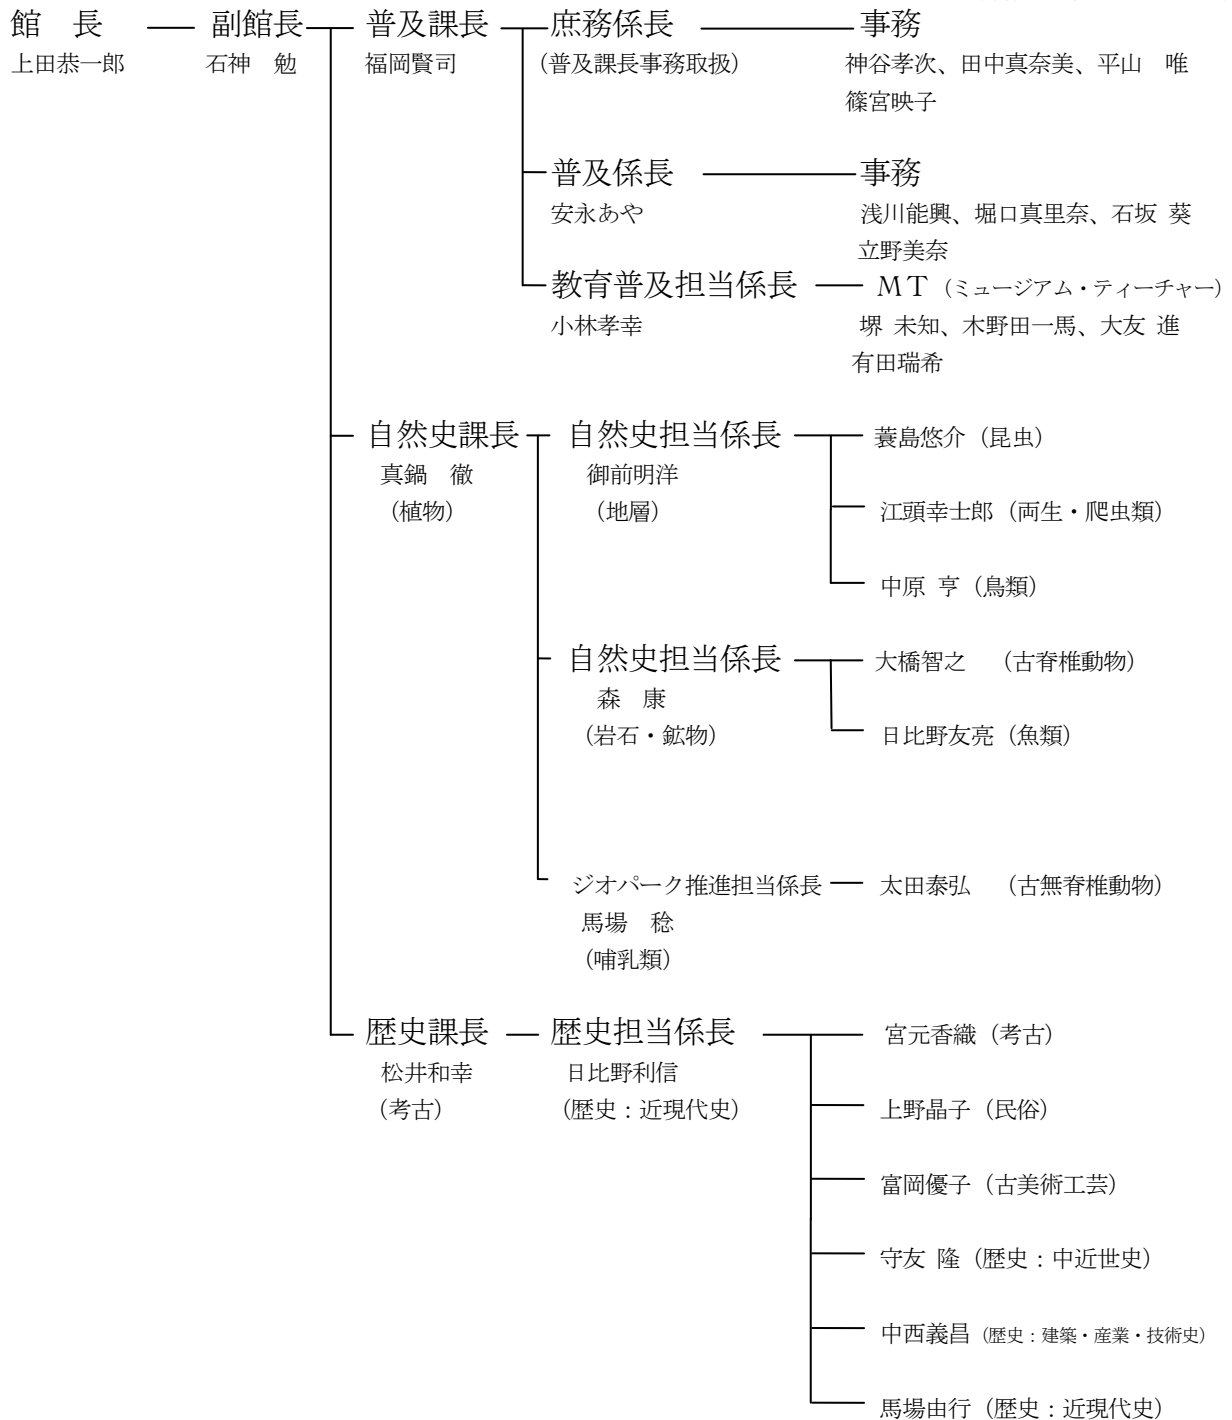 館　長　副館長　普及課長　庶務係長　事務
上田恭一郎　石神　勉　福岡賢司　（普及課長事務取扱）　神谷孝次、田中真奈美、平山　唯
篠宮映子
普及係長　事務
安永あや　浅川能興、堀口真里奈、石坂 葵
立野美奈
教育普及担当係長　ＭＴ（ミュージアム・ティーチャー）
小林孝幸　堺 未知、木野田一馬、大友 進
有田瑞希
自然史課長　自然史担当係長　蓑島悠介（昆虫）
真鍋　徹　御前明洋
（植物）　（地層）　江頭幸士郎（両生・爬虫類）
中原 亨（鳥類）
自然史担当係長　大橋智之　（古脊椎動物）
森　康
（岩石・鉱物）　日比野友亮（魚類）
ジオパーク推進担当係長　太田泰弘　（古無脊椎動物）
馬場　稔
（哺乳類）
歴史課長　歴史担当係長　宮元香織（考古）
松井和幸　日比野利信
（考古）　（歴史：近現代史）　上野晶子（民俗）
富岡優子（古美術工芸）
守友 隆（歴史：中近世史）
中西義昌（歴史：建築・産業・技術史）
馬場由行（歴史：近現代史）